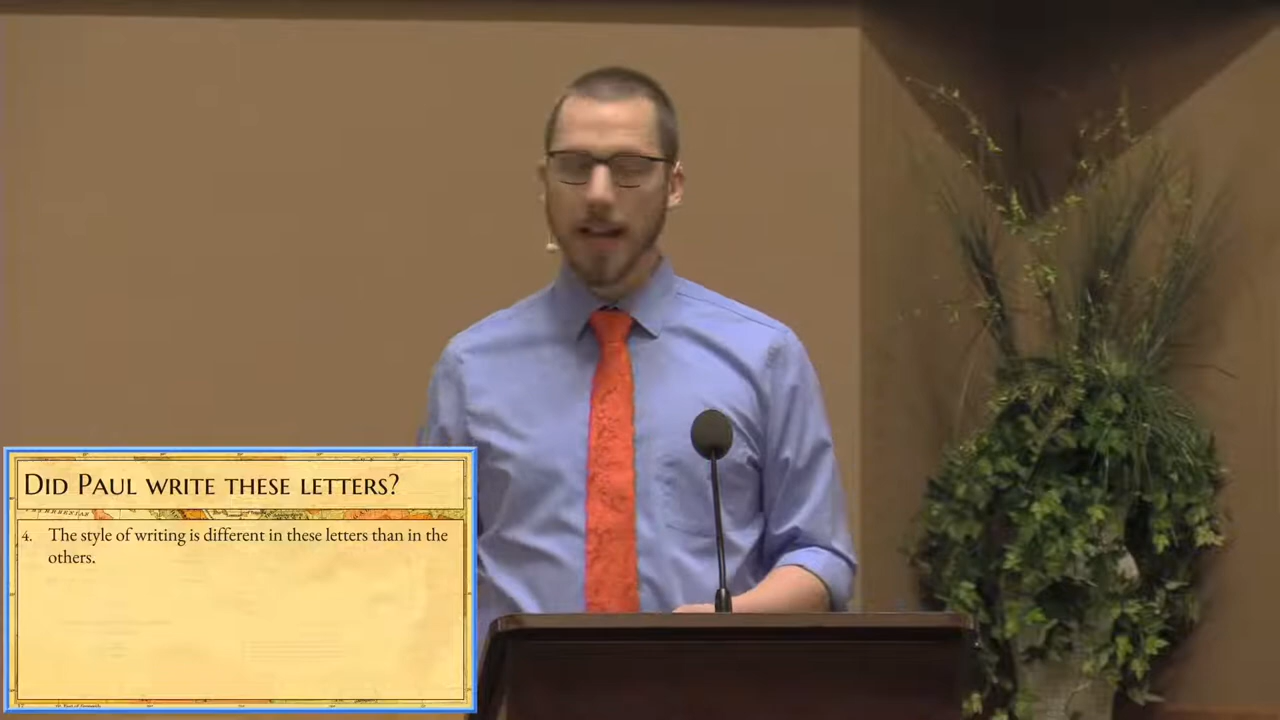 Did Paul write these letters?
4. The style of writing is different in these letters than in the
others.